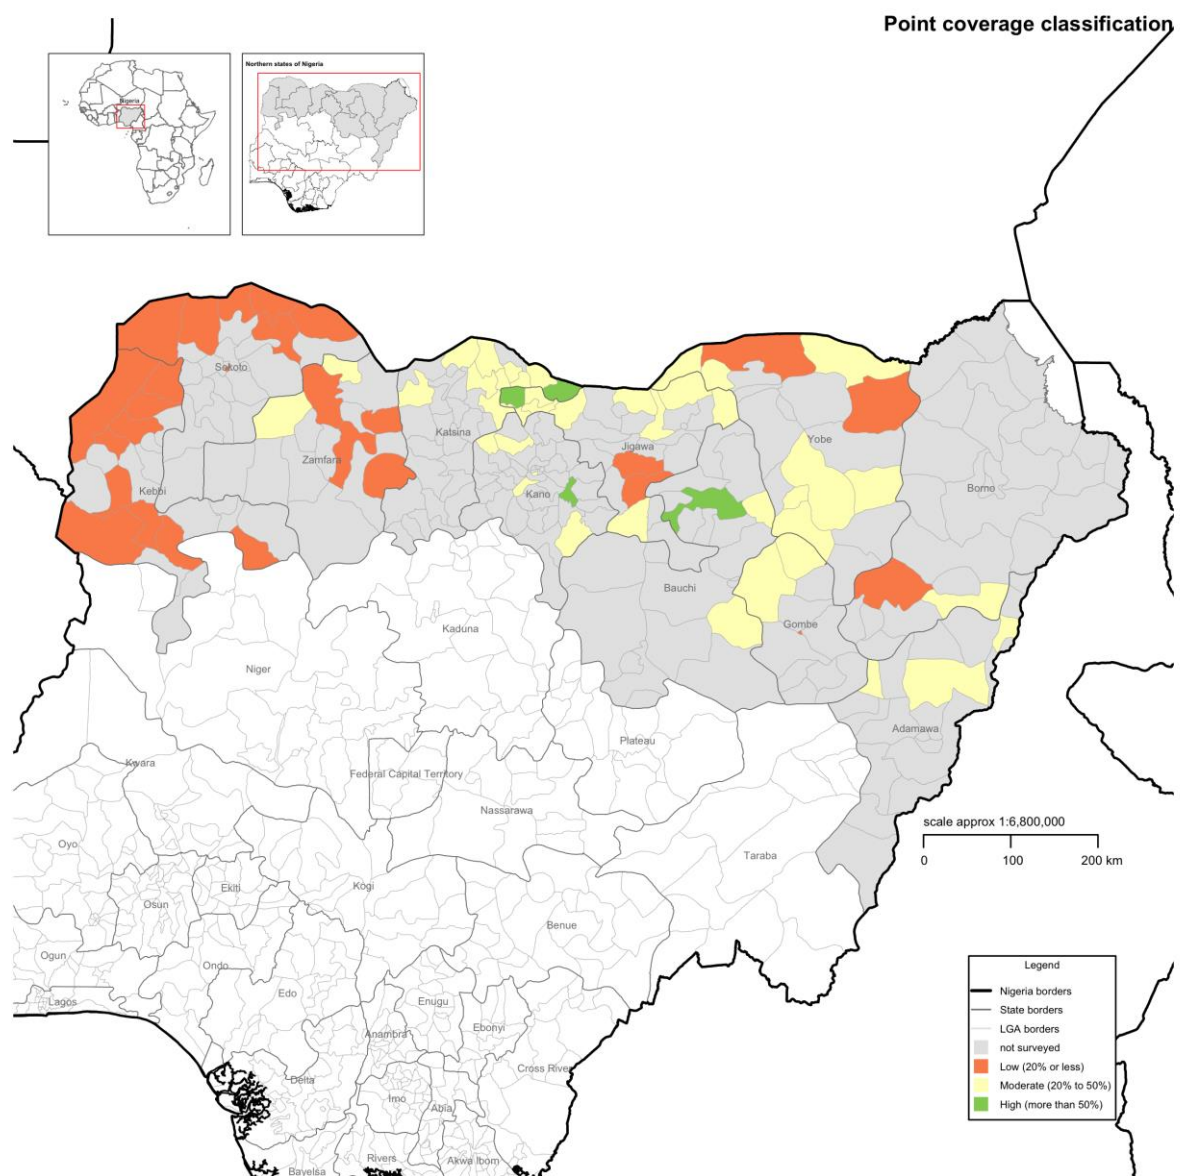 Point coverage classification
Nigeria
Northern states of Nigeria
Sokoto
Katsina
Jigawa
Yobe
Zamfara
Kebbi
Kano
Borno
Bauchi
Gombe
Kaduna
Niger
Adamawa
Plateau
Kwara
Federal Capital Territory
Nassarawa
scale approx 1:6,800,000
0 100 200 km
Oyo
Taraba
Ekiti
Kogi
Osun
Benue
Ogun
Ondo
Edo
Lagos
Enugu
Ebonyi
Anambra
Cross River
Delta
Imo
Abia
Rivers
Akwa Ibom
Bayelsa
Legend
Nigeria borders
State borders
LGA borders
not surveyed
Low (20% or less)
Moderate (20% to 50%)
High (more than 50%)